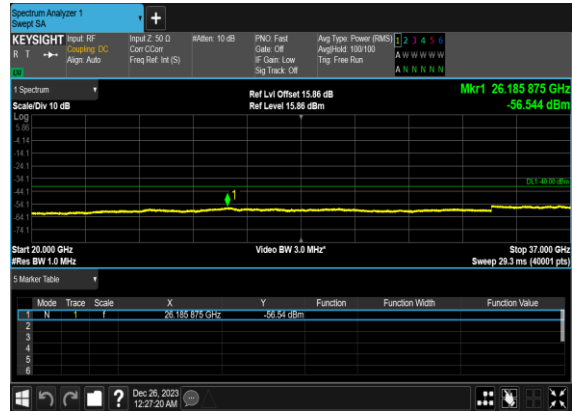 Spectrum Analyzer 1
Swept SA
KEYSIGHT Input: RF Input Z: 50 Ω #Atten: 10 dB PNO: Fast Avg Type: Power (RMS) 1 2 3 4 5 6
R T Coupling: DC Corr CCorr Gate: Off Avg|Hold: 100/100 A W W W W W
Align: Auto Freq Ref: Int (S) IF Gain: Low Trig: Free Run
LW Sig Track: Off A N N N N N
1 Spectrum Ref Lvl Offset 15.86 dB Mkr1 26.185 875 GHz
Scale/Div 10 dB Ref Level 15.86 dBm -56.544 dBm
Log
5.86
-4.14
-14.1
-24.1
-34.1
DL1 -40.00 dBm
-44.1
1
-54.1
-64.1
-74.1
Start 20.000 GHz Video BW 3.0 MHz* Stop 37.000 GHz
#Res BW 1.0 MHz Sweep 29.3 ms (40001 pts)
5 Marker Table
Mode Trace Scale X Y Function Function Width Function Value
1 N 1 f 26.185 875 GHz -56.54 dBm
2
3
4
5
6
? Dec 26, 2023
12:27:20 AM